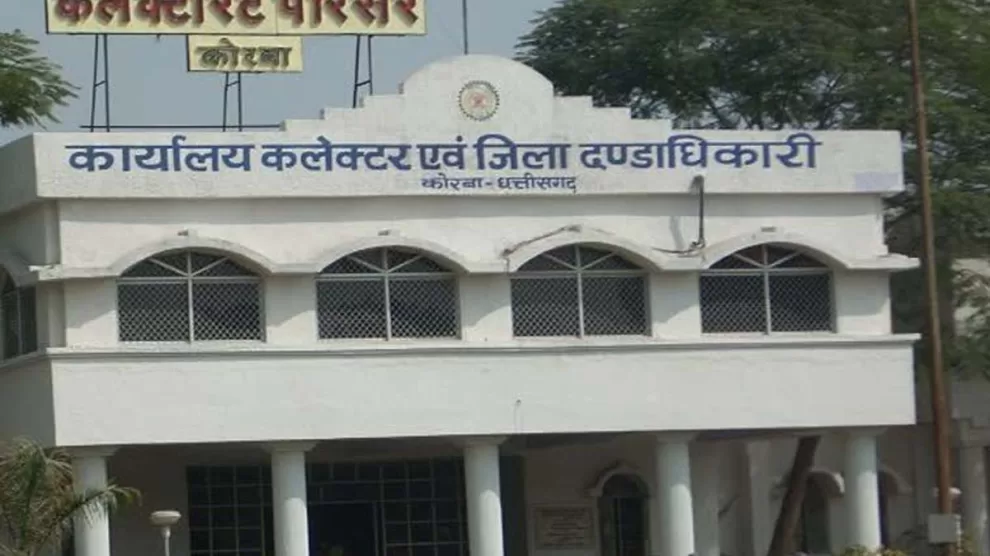 कलेक्टोरेट परिसर
कोरबा
कार्यालय कलेक्टर एवं जिला दण्डाधिकारी
कोरबा-छत्तीसगढ़